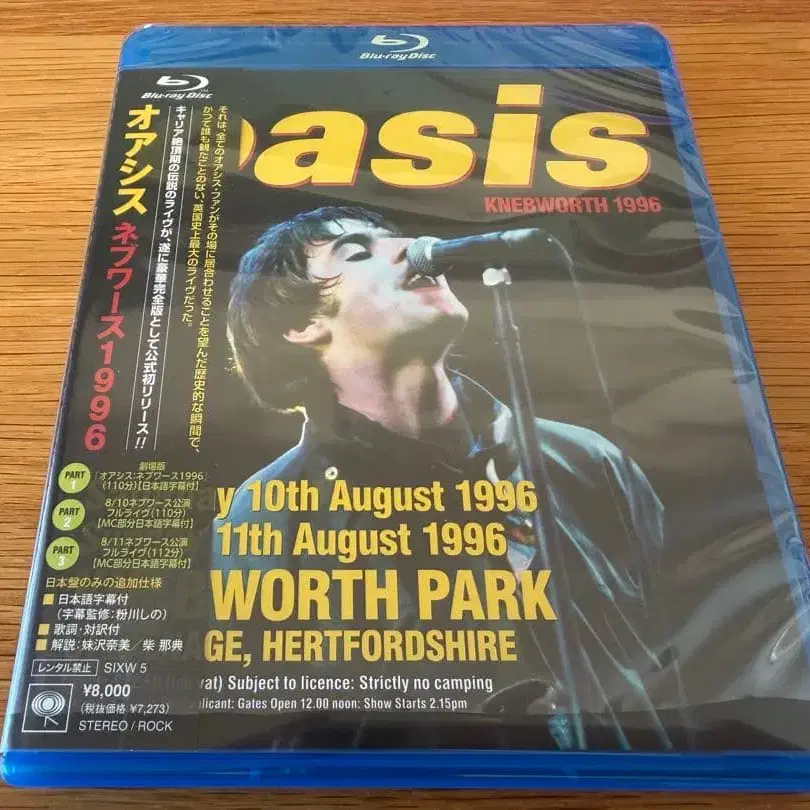 Blu-ray Disc
Blu-ray Disc
oasis
KNEBWORTH 1996
オアシス ネブワース1996
キャリア絶頂期の伝説のライヴが、遂に豪華完全版として公式初リリース!!
それは、全てのオアシス・ファンがその場に居合わせることを望んだ歴史的な瞬間で、
かつて誰も観たことのない、英国史上最大のライヴだった。
PART 1
劇場版
「オアシス:ネブワース1996」
(110分)【日本語字幕付】
PART 2
8/10ネブワース公演
フルライヴ(110分)
【MC部分日本語字幕付】
PART 3
8/11ネブワース公演
フルライヴ(112分)
【MC部分日本語字幕付】
日本盤のみの追加仕様
■日本語字幕付
(字幕監修:粉川しの)
■歌詞・対訳付
■解説:妹沢奈美/柴 那典
レンタル禁止 SIXW 5
¥8,000
(税抜価格 ¥7,273)
STEREO / ROCK
ay 10th August 1996
11th August 1996
WORTH PARK
AGE, HERTFORDSHIRE
vat) Subject to licence: Strictly no camping
licant: Gates Open 12.00 noon: Show Starts 2.15pm